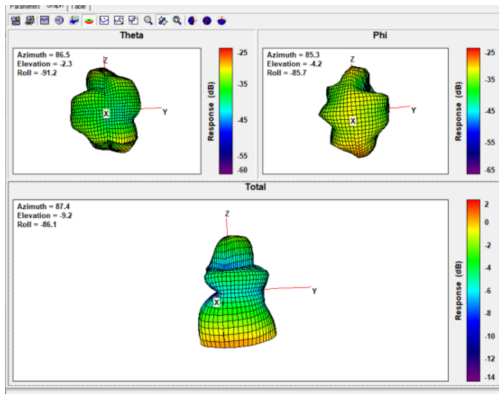 Parameters Graph Table
Theta
Phi
Azimuth = 86.5
Elevation = -2.3
Roll = -91.2
Z
Y
X
-25
-35
-45
-55
-60
Response (dB)
Azimuth = 85.3
Elevation = -4.2
Roll = -85.7
Z
Y
X
-25
-35
-45
-55
-65
Response (dB)
Total
Azimuth = 87.4
Elevation = -9.2
Roll = -86.1
Z
Y
X
2
0
-2
-4
-6
-8
-10
-12
-14
Response (dB)